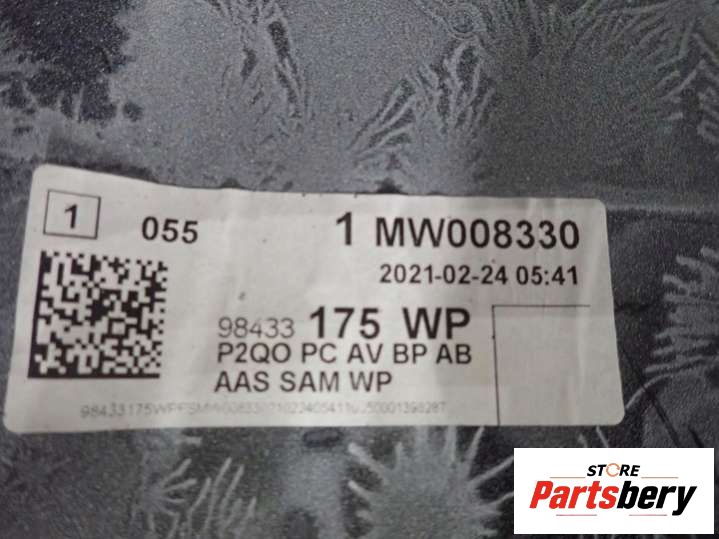 1 055 1 MW008330
2021-02-24 05:41
98433 175 WP
P2QO PC AV BP AB
AAS SAM WP
STORE
Partsbery